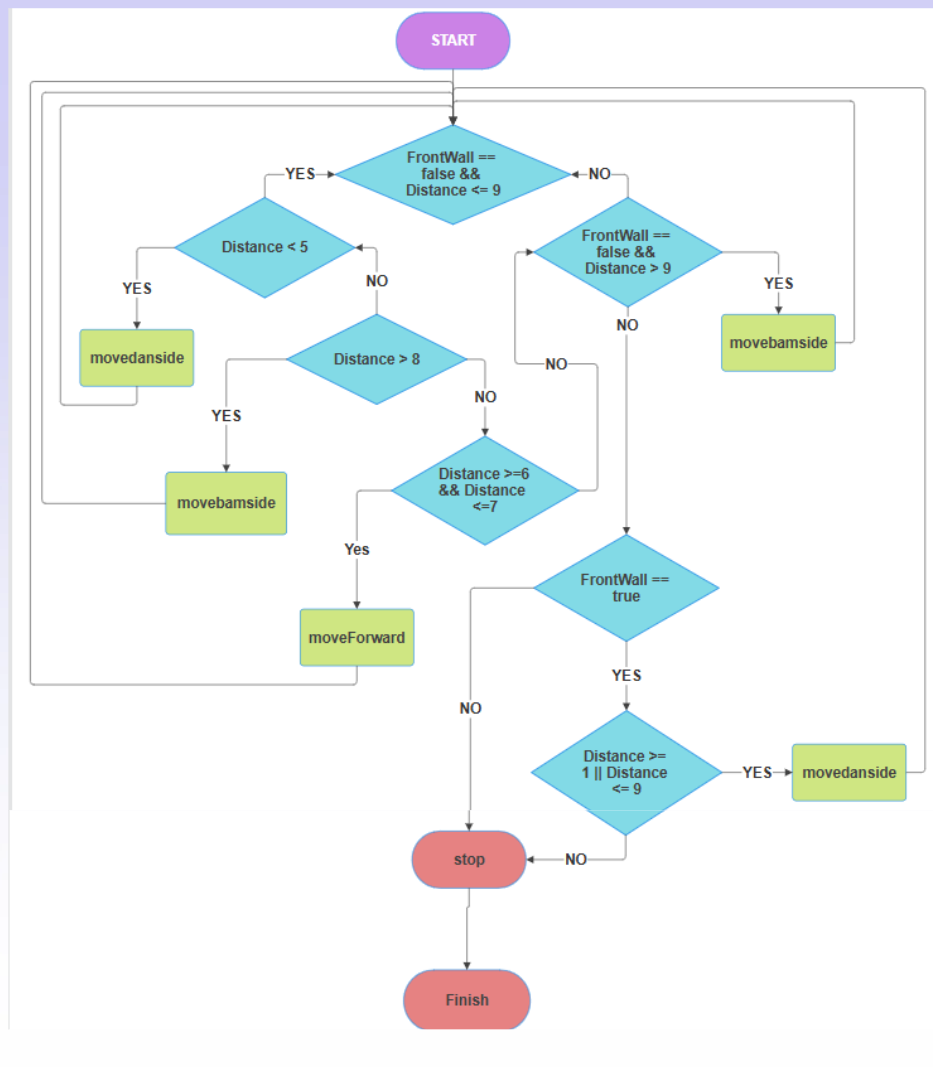 START
FrontWall ==
false &&
Distance <= 9
YES
NO
Distance < 5
FrontWall ==
false &&
Distance > 9
YES
NO
YES
NO
movedanside
Distance > 8
movebamside
NO
YES
NO
Distance >=6
&& Distance
<=7
movebamside
Yes
FrontWall ==
true
moveForward
YES
NO
Distance >=
1 || Distance
<= 9
YES
movedanside
stop
NO
Finish